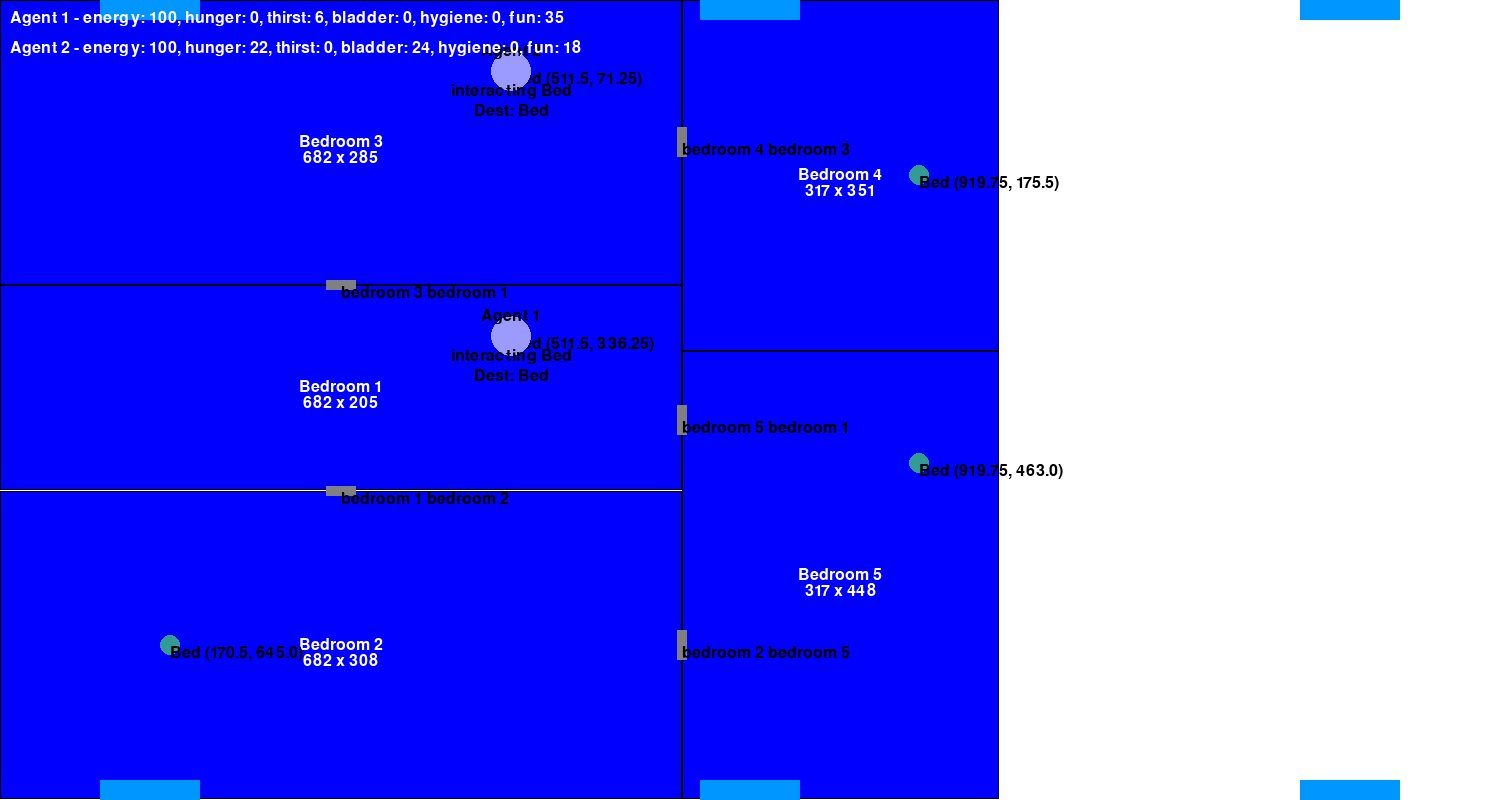 Agent 1 - energy: 100, hunger: 0, thirst: 6, bladder: 0, hygiene: 0, fun: 35
Agent 2 - energy: 100, hunger: 22, thirst: 0, bladder: 24, hygiene: 0, fun: 18
(511.5, 71.25)
interacting Bed
Dest: Bed
Bedroom 3
682 x 285
bedroom 4 bedroom 3
Bedroom 4
317 x 351
Bed (919.75, 175.5)
bedroom 3 bedroom 1
Agent 1
(511.5, 336.25)
interacting Bed
Dest: Bed
Bedroom 1
682 x 205
bedroom 5 bedroom 1
Bed (919.75, 463.0)
bedroom 1 bedroom 2
Bedroom 5
317 x 448
Bed (170.5, 645.0)
Bedroom 2
682 x 308
bedroom 2 bedroom 5